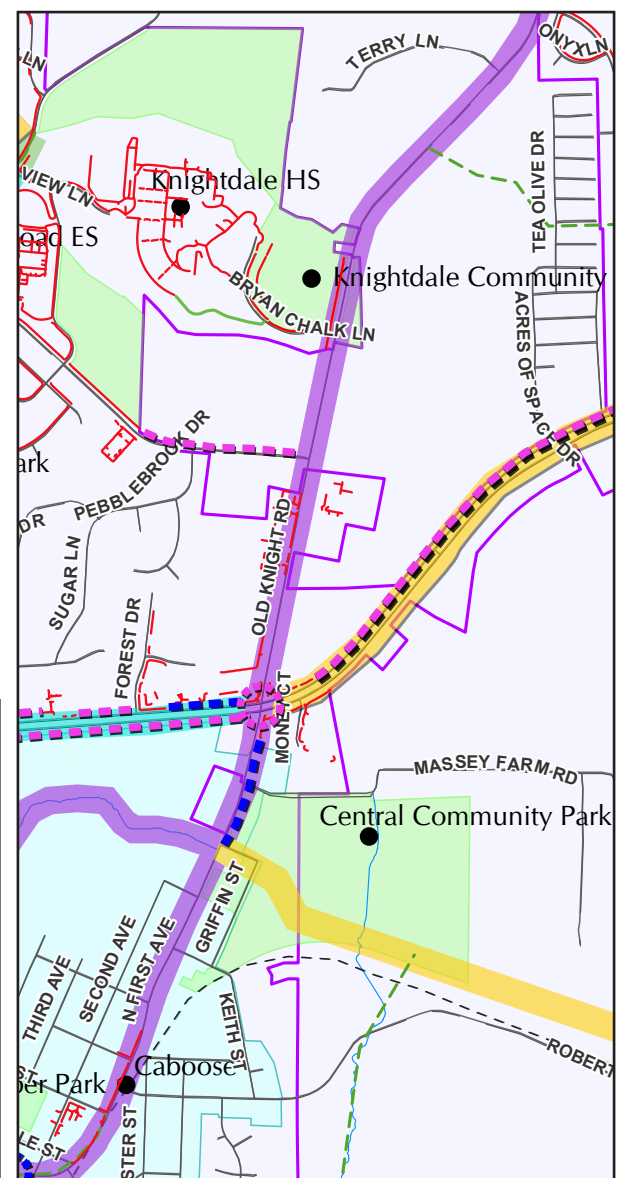 LN
TERRY LN
ONYX LN
TEA OLIVE DR
VIEW LN
Knightdale HS
oad ES
Knightdale Community
BRYAN CHALK LN
ACRES OF SPACE DR
PEBBLEBROOK DR
ark
DR
SUGAR LN
OLD KNIGHT RD
FOREST DR
MONET CT
MASSEY FARM RD
Central Community Park
GRIFFIN ST
N FIRST AVE
SECOND AVE
THIRD AVE
KEITH ST
ROBERT
Caboose
ST
per Park
LE ST
STER ST